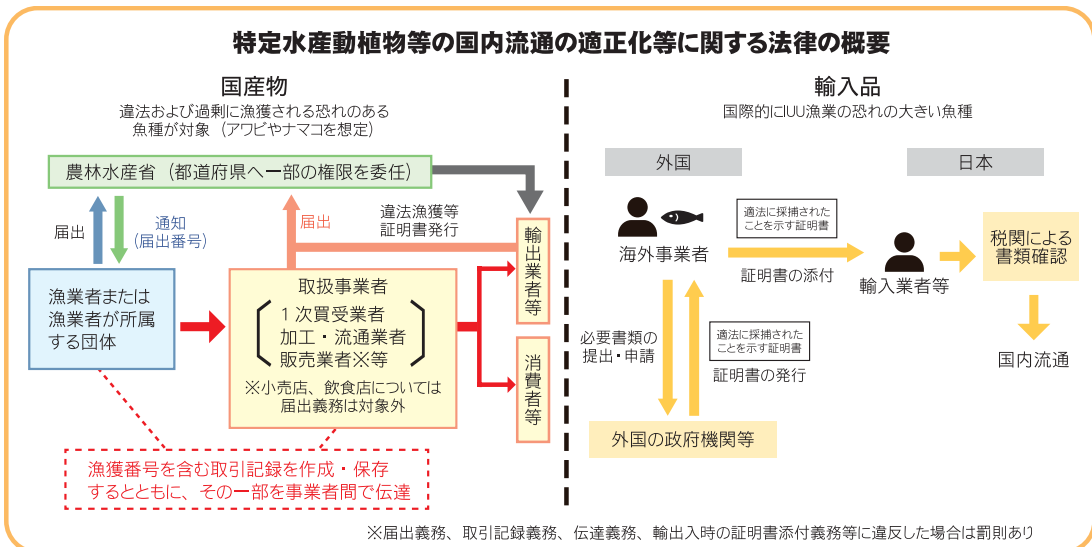 特定水産動植物等の国内流通の適正化等に関する法律の概要
国産物
違法および過剰に漁獲される恐れのある
魚種が対象（アワビやナマコを想定）
農林水産省（都道府県へ一部の権限を委任）
届出
通知
(届出番号)
届出
違法漁獲等
証明書発行
漁業者または
漁業者が所属
する団体
取扱事業者
1次買受業者
加工・流通業者
販売業者※等
※小売店、飲食店については
届出義務は対象外
輸出業者等
消費者等
漁獲番号を含む取引記録を作成・保存
するとともに、その一部を事業者間で伝達
輸入品
国際的にIUU漁業の恐れの大きい魚種
外国
日本
海外事業者
適法に採捕された
ことを示す証明書
証明書の添付
輸入業者等
税関による
書類確認
国内流通
必要書類の
提出・申請
適法に採捕された
ことを示す証明書
証明書の発行
外国の政府機関等
※届出義務、取引記録義務、伝達義務、輸出入時の証明書添付義務等に違反した場合は罰則あり